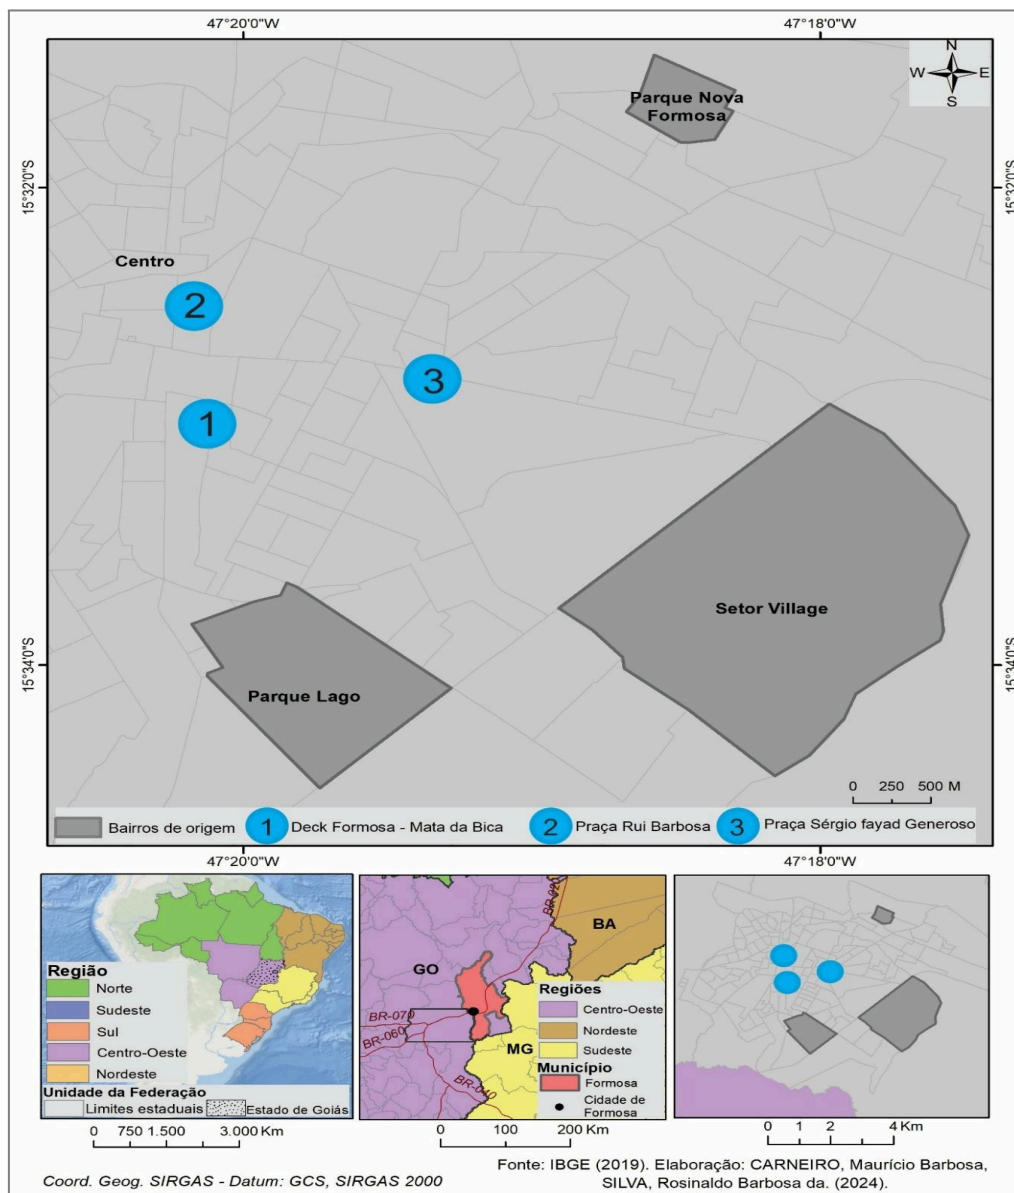 47°20'0"W 47°18'0"W
N
W E
S
Parque Nova
Formosa
15°32'0"S 15°32'0"S
Centro
2
3
1
Setor Village
15°34'0"S 15°34'0"S
Parque Lago
0 250 500 M
Bairros de origem 1 Deck Formosa - Mata da Bica 2 Praça Rui Barbosa 3 Praça Sérgio fayad Generoso
47°20'0"W 47°18'0"W
Região
Norte
Sudeste
Sul
Centro-Oeste
Nordeste
Unidade da Federação
Limites estaduais Estado de Goiás
0 750 1.500 3.000 Km
BR-020
BA
GO
BR-070
BR-060
MG
BR-040
Regiões
Centro-Oeste
Nordeste
Sudeste
Município
Formosa
Cidade de
Formosa
0 100 200 Km
0 1 2 4 Km
Coord. Geog. SIRGAS - Datum: GCS, SIRGAS 2000
Fonte: IBGE (2019). Elaboração: CARNEIRO, Maurício Barbosa,
SILVA, Rosinaldo Barbosa da. (2024).